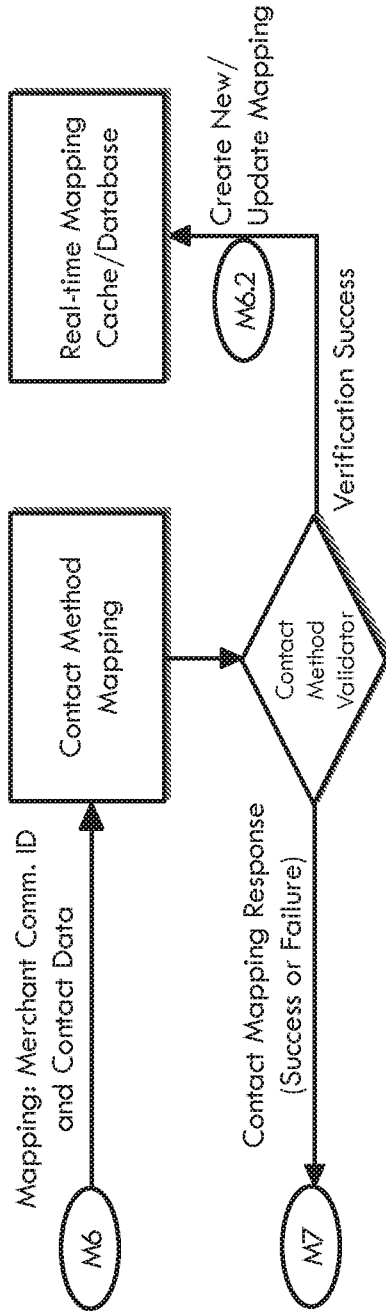 M6
Mapping: Merchant Comm. ID
and Contact Data
Contact Method
Mapping
Real-time Mapping
Cache/Database
M6.2
Create New/
Update Mapping
Contact
Method
Validator
Verification Success
Contact Mapping Response
(Success or Failure)
M7